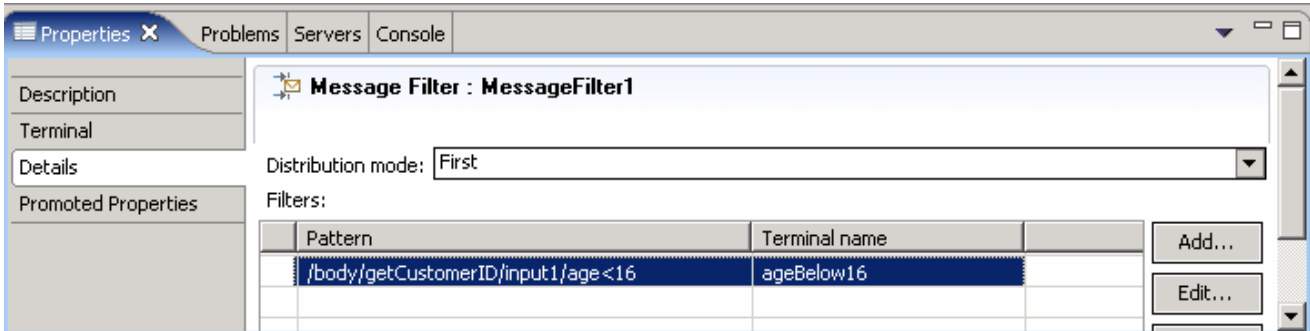 Properties Problems Servers Console
Description
Terminal
Details
Promoted Properties
Message Filter : MessageFilter1
Distribution mode: First
Filters:
Pattern Terminal name
/body/getCustomerID/input1/age<16 ageBelow16
Add...
Edit...